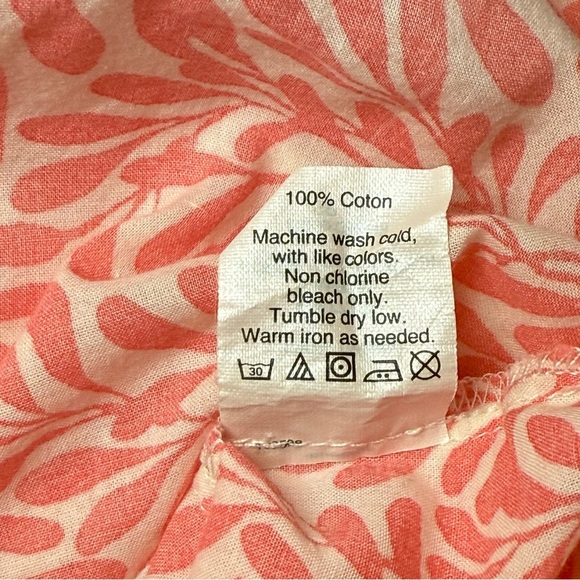 100% Coton
Machine wash cold,
with like colors.
Non chlorine
bleach only.
Tumble dry low.
Warm iron as needed.
30